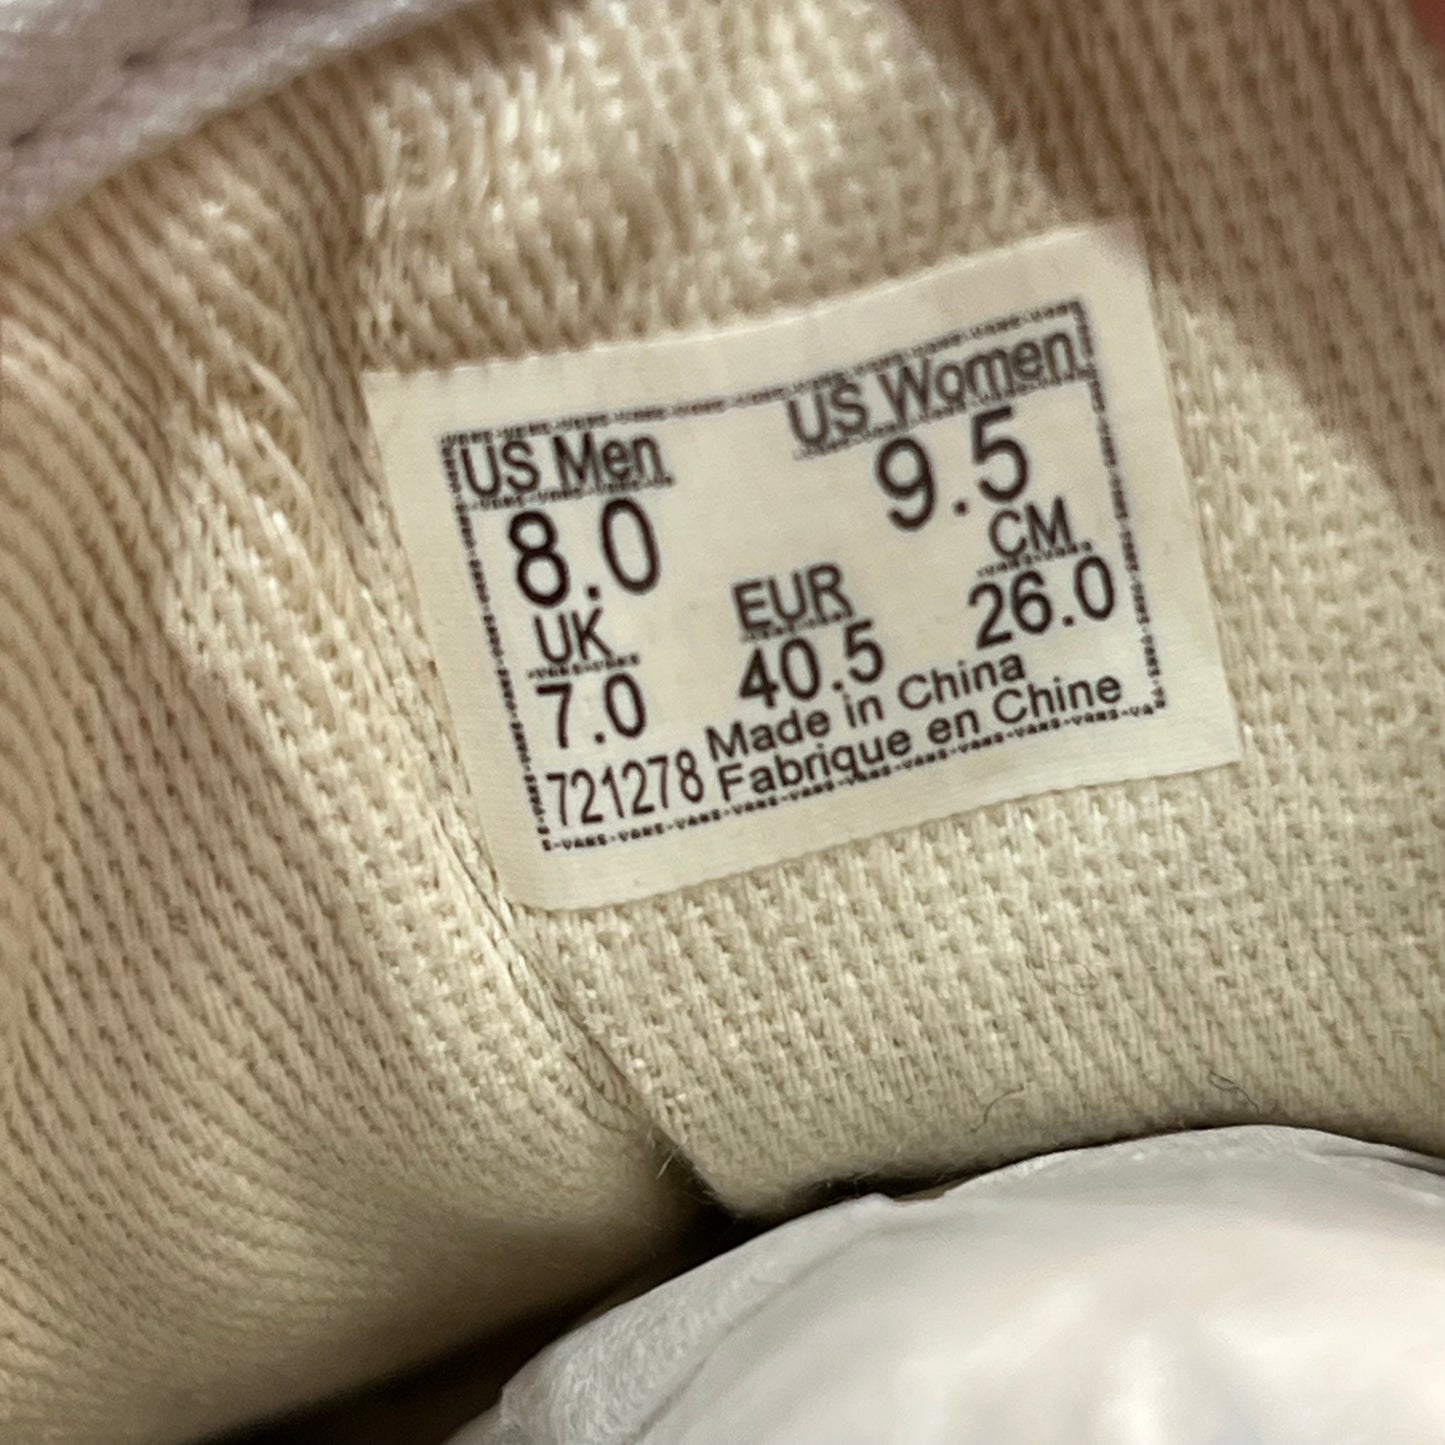 US Men US Women
8.0 9.5
UK EUR CM
7.0 40.5 26.0
721278 Made in China
Fabrique en Chine